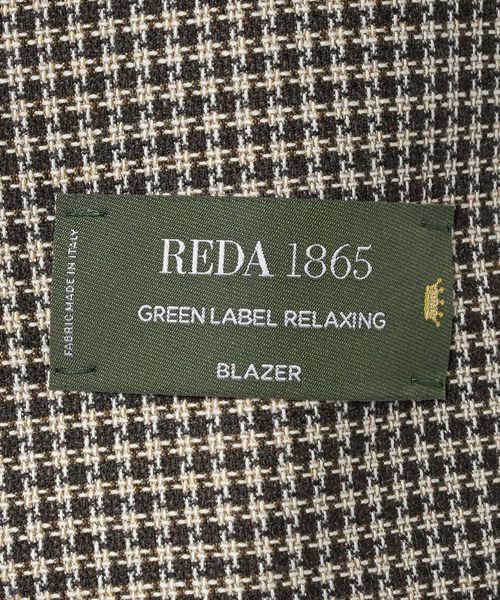 REDA 1865
GREEN LABEL RELAXING
BLAZER
FABRIC MADE IN ITALY